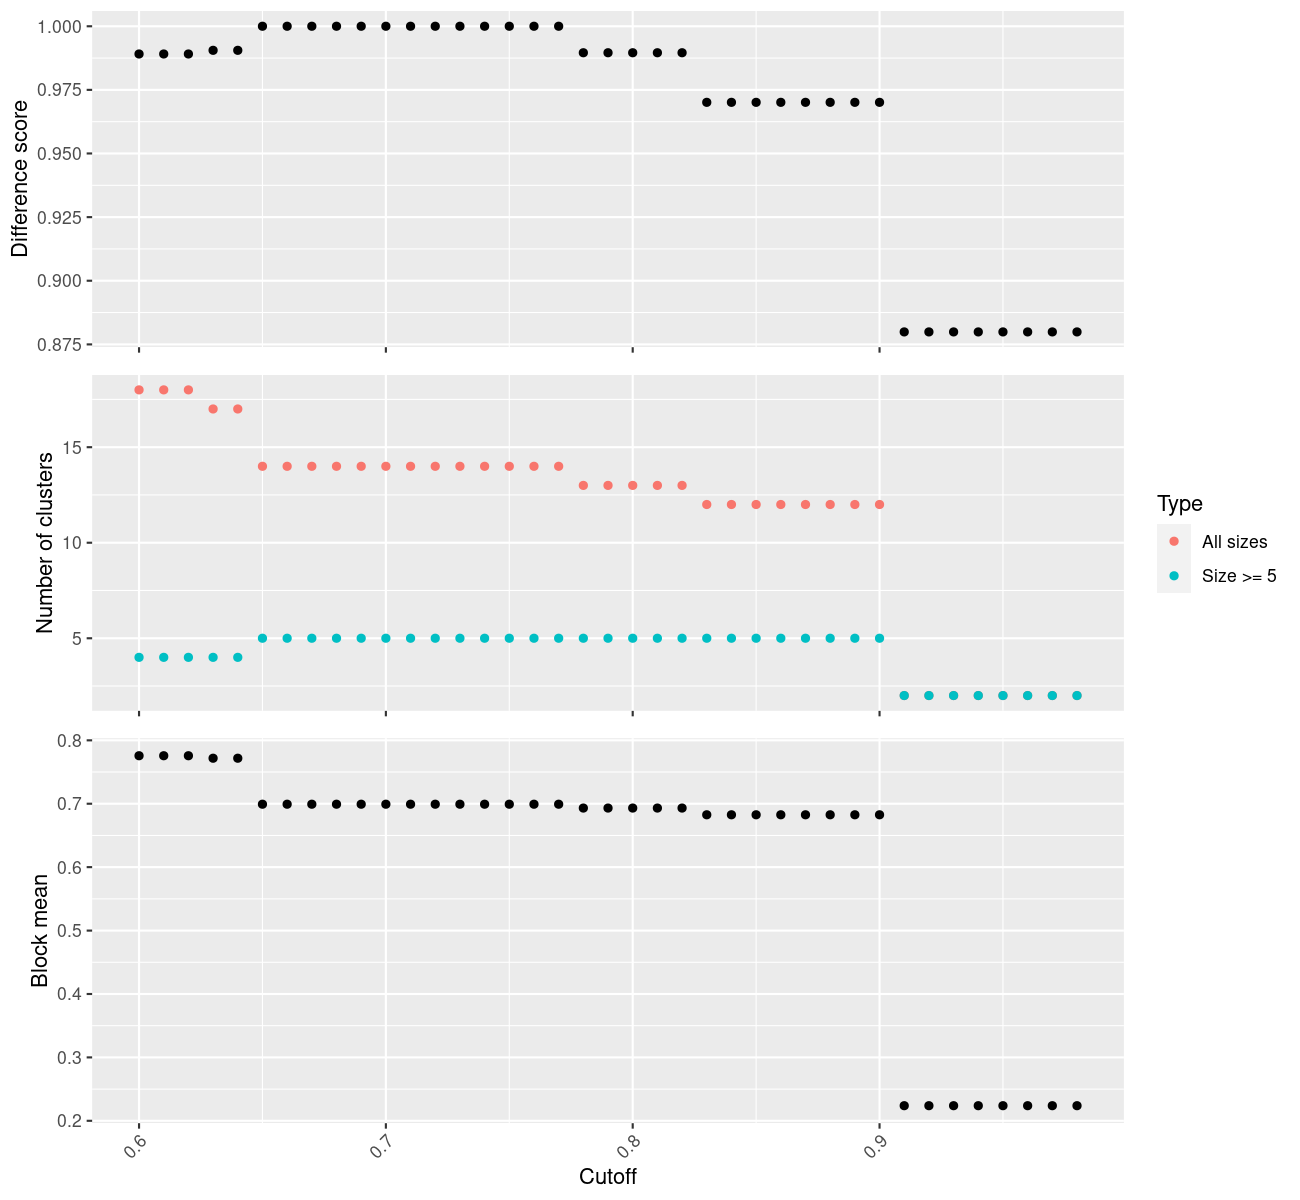 Difference score
1.000
0.975
0.950
0.925
0.900
0.875
Number of clusters
15
10
5
Type
All sizes
Size >= 5
Block mean
0.8
0.7
0.6
0.5
0.4
0.3
0.2
0.6 0.7 0.8 0.9
Cutoff